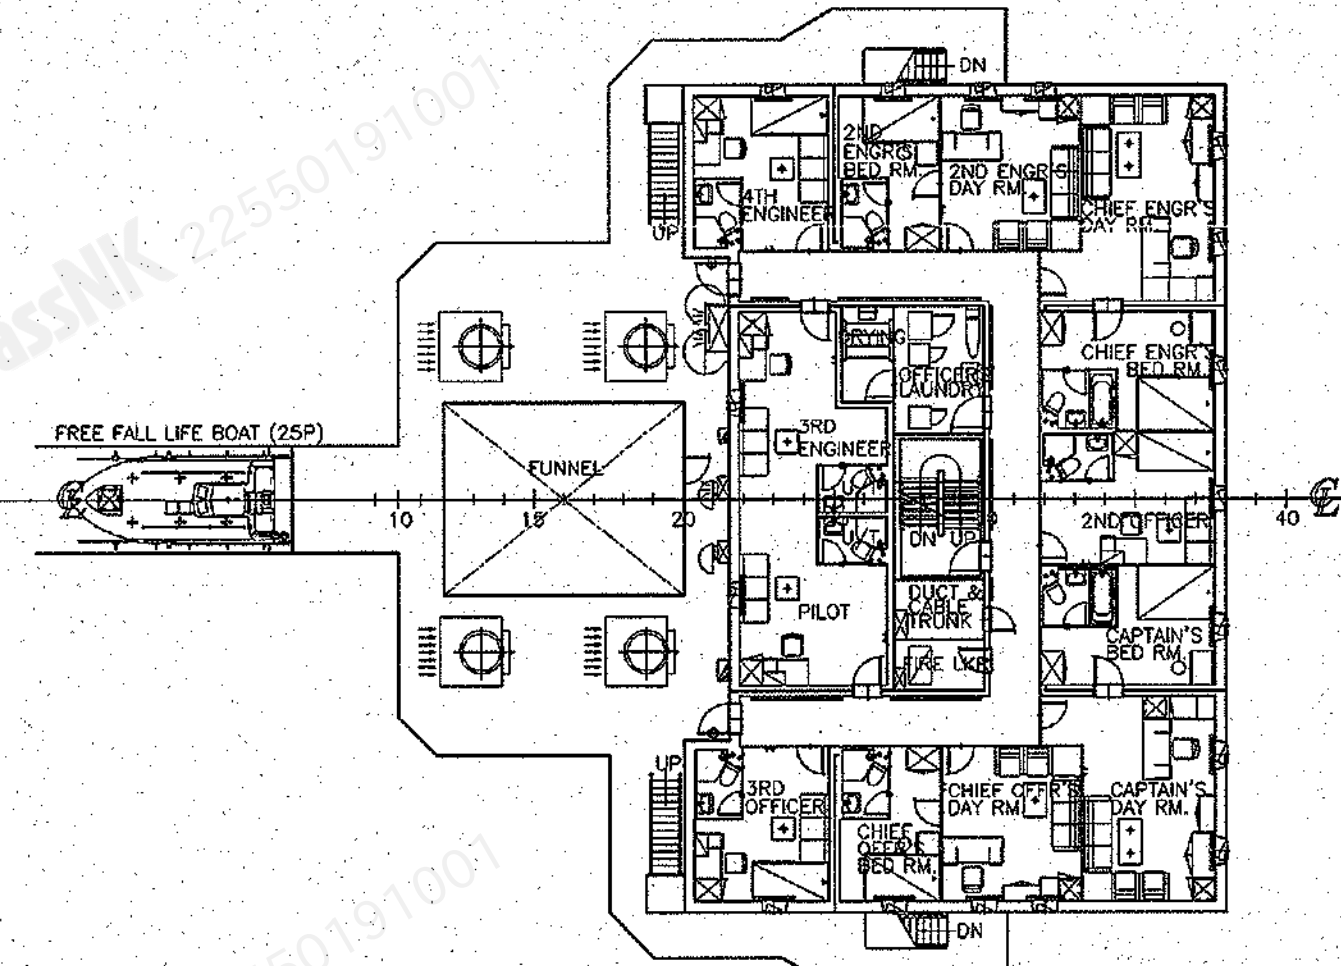 22550191001
assNK
DN
2ND
ENGR'S
BED RM.
2ND ENGR'S
DAY RM.
4TH
ENGINEER
CHIEF ENGR'S
DAY RM.
UP
DRYING
OFFICER'S
LAUNDRY
CHIEF ENGR'S
BED RM.
FREE FALL LIFE BOAT (25P)
3RD
ENGINEER
FUNNEL
10
15
20
40
2ND OFFICER
DN UP
DUCT &
CABLE
TRUNK
PILOT
CAPTAIN'S
BED RM.
FIRE LKR
UP
3RD
OFFICER
CHIEF OFFR'S
DAY RM.
CAPTAIN'S
DAY RM.
CHIEF
OFFR'S
BED RM.
DN
550191001